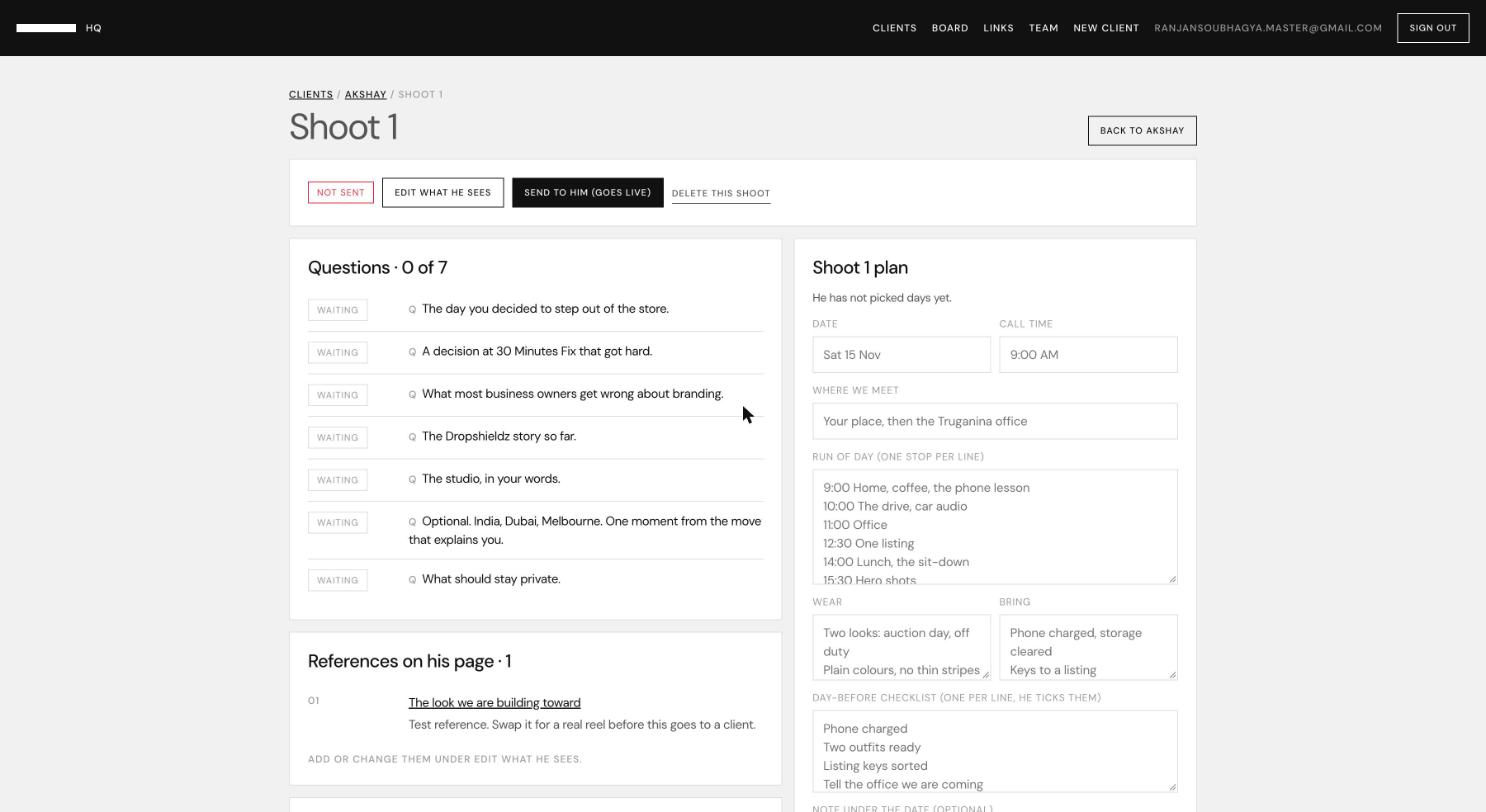 HQ
CLIENTS BOARD LINKS TEAM NEW CLIENT RANJANSOUBHAGYA.MASTER@GMAIL.COM SIGN OUT
CLIENTS / AKSHAY / SHOOT 1
Shoot 1
BACK TO AKSHAY
NOT SENT EDIT WHAT HE SEES SEND TO HIM (GOES LIVE) DELETE THIS SHOOT
Questions · 0 of 7
WAITING Q The day you decided to step out of the store.
WAITING Q A decision at 30 Minutes Fix that got hard.
WAITING Q What most business owners get wrong about branding.
WAITING Q The Dropshieldz story so far.
WAITING Q The studio, in your words.
WAITING Q Optional. India, Dubai, Melbourne. One moment from the move
that explains you.
WAITING Q What should stay private.
References on his page · 1
01 The look we are building toward
Test reference. Swap it for a real reel before this goes to a client.
ADD OR CHANGE THEM UNDER EDIT WHAT HE SEES.
Shoot 1 plan
He has not picked days yet.
DATE CALL TIME
Sat 15 Nov 9:00 AM
WHERE WE MEET
Your place, then the Truganina office
RUN OF DAY (ONE STOP PER LINE)
9:00 Home, coffee, the phone lesson
10:00 The drive, car audio
11:00 Office
12:30 One listing
14:00 Lunch, the sit-down
15:30 Hero shots
WEAR BRING
Two looks: auction day, off
duty
Plain colours, no thin stripes
Phone charged, storage
cleared
Keys to a listing
DAY-BEFORE CHECKLIST (ONE PER LINE, HE TICKS THEM)
Phone charged
Two outfits ready
Listing keys sorted
Tell the office we are coming
NOTE UNDER THE DATE (OPTIONAL)